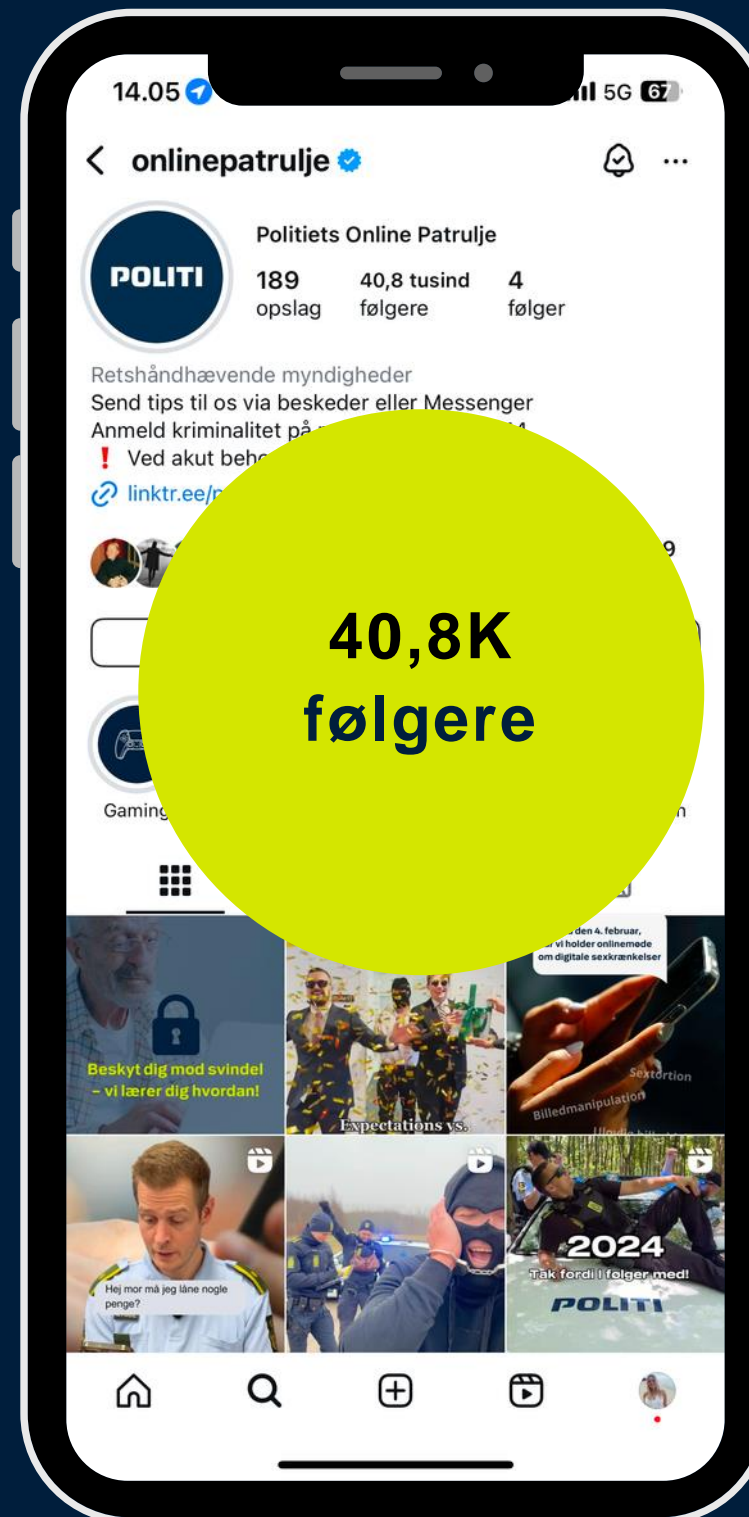 14.05
5G 67
onlinepatrulje
POLITI
Politiets Online Patrulje
189
40,8 tusind
4
opslag
følgere
følger
Retshåndhævende myndigheder
Send tips til os via beskeder eller Messenger
Anmeld kriminalitet på
Ved akut
linktr.ee/
40,8K
følgere
Gaming
den 4. februar,
vi holder onlinemøde
om digitale sexkrænkelser
Beskyt dig mod svindel
– vi lærer dig hvordan!
Expectations vs.
Sextortion
Billedmanipulation
Hej mor må jeg låne nogle
penge?
2024
Tak fordi I følger med!
POLITI